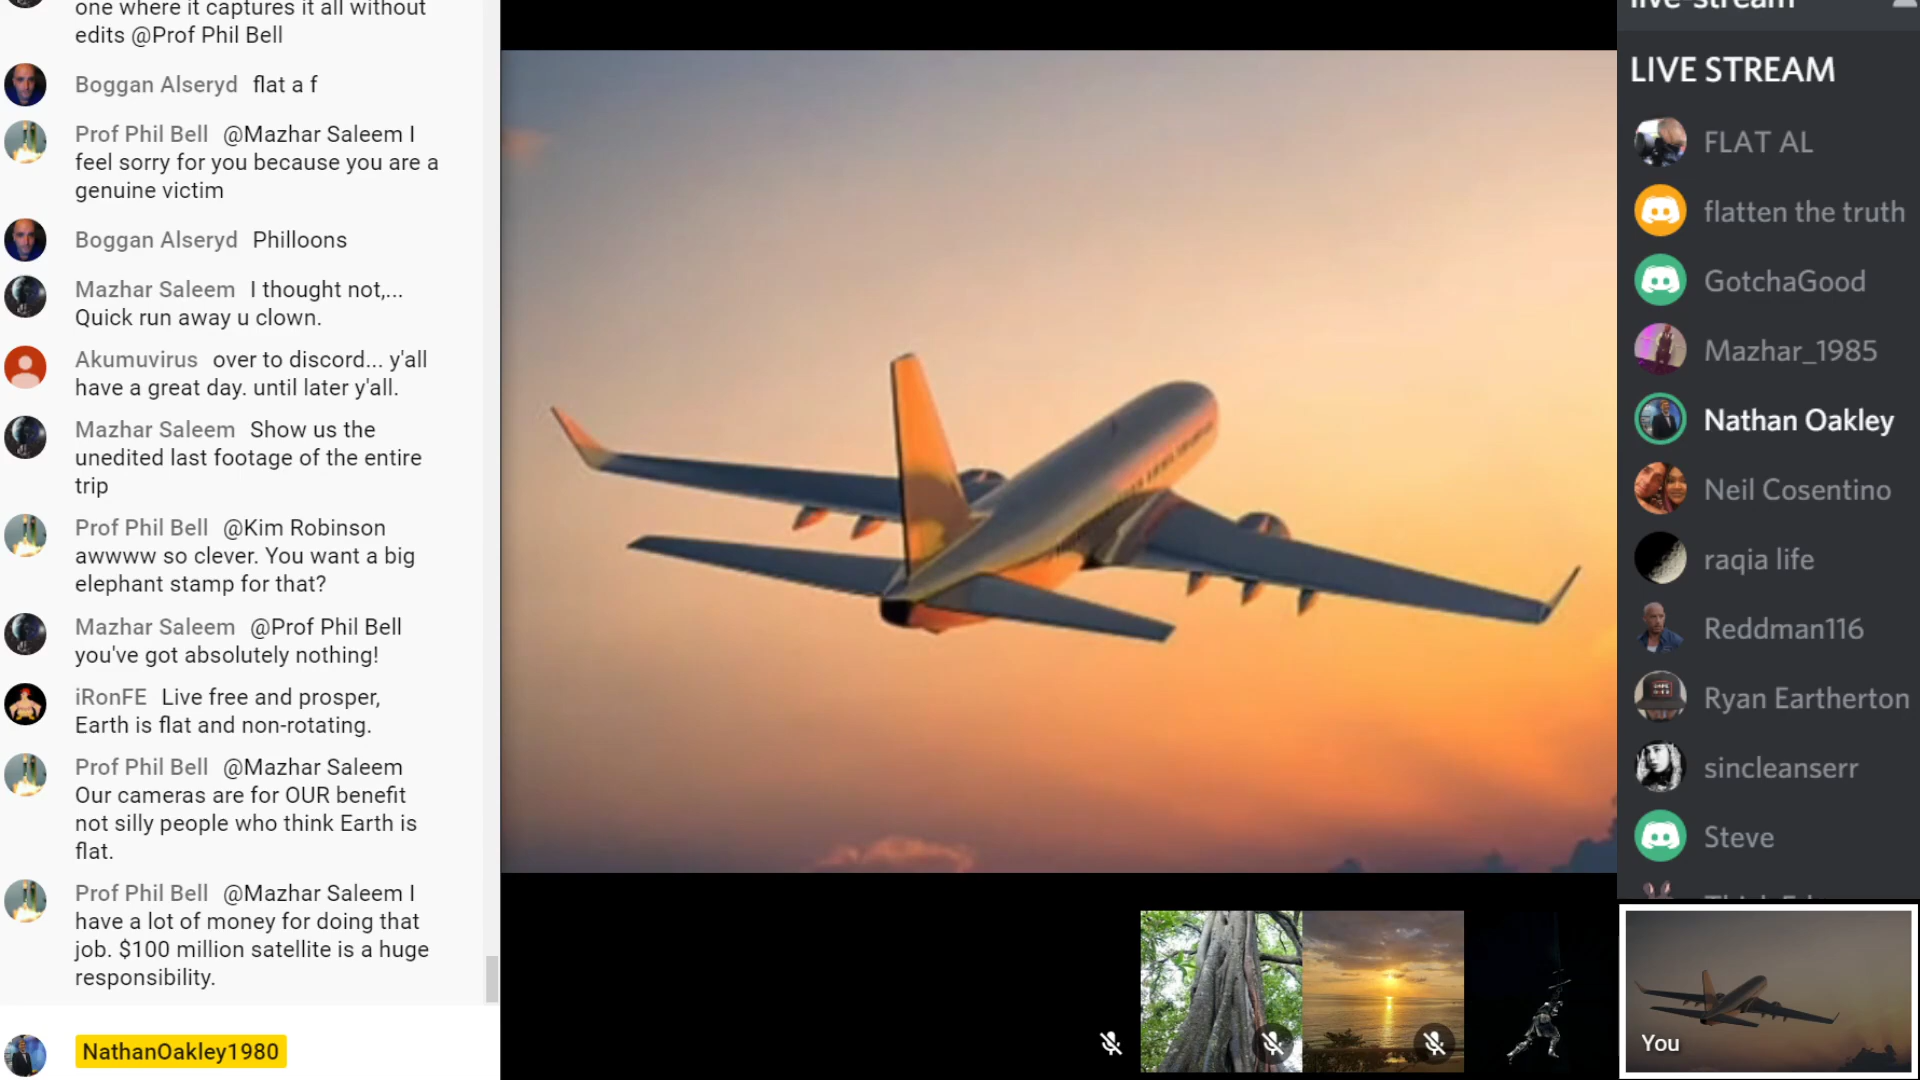 one where it captures it all without
edits @Prof Phil Bell
Boggan Alseryd flat a f
Prof Phil Bell @Mazhar Saleem I
feel sorry for you because you are a
genuine victim
Boggan Alseryd Philloons
Mazhar Saleem I thought not,...
Quick run away u clown.
Akumuvirus over to discord... y'all
have a great day. until later y'all.
Mazhar Saleem Show us the
unedited last footage of the entire
trip
Prof Phil Bell @Kim Robinson
awwww so clever. You want a big
elephant stamp for that?
Mazhar Saleem @Prof Phil Bell
you've got absolutely nothing!
iRonFE Live free and prosper,
Earth is flat and non-rotating.
Prof Phil Bell @Mazhar Saleem
Our cameras are for OUR benefit
not silly people who think Earth is
flat.
Prof Phil Bell @Mazhar Saleem I
have a lot of money for doing that
job. $100 million satellite is a huge
responsibility.
NathanOakley1980
live-stream
LIVE STREAM
FLAT AL
flatten the truth
GotchaGood
Mazhar_1985
Nathan Oakley
Neil Cosentino
raqia life
Reddman116
Ryan Eartherton
sincleanserr
Steve
You